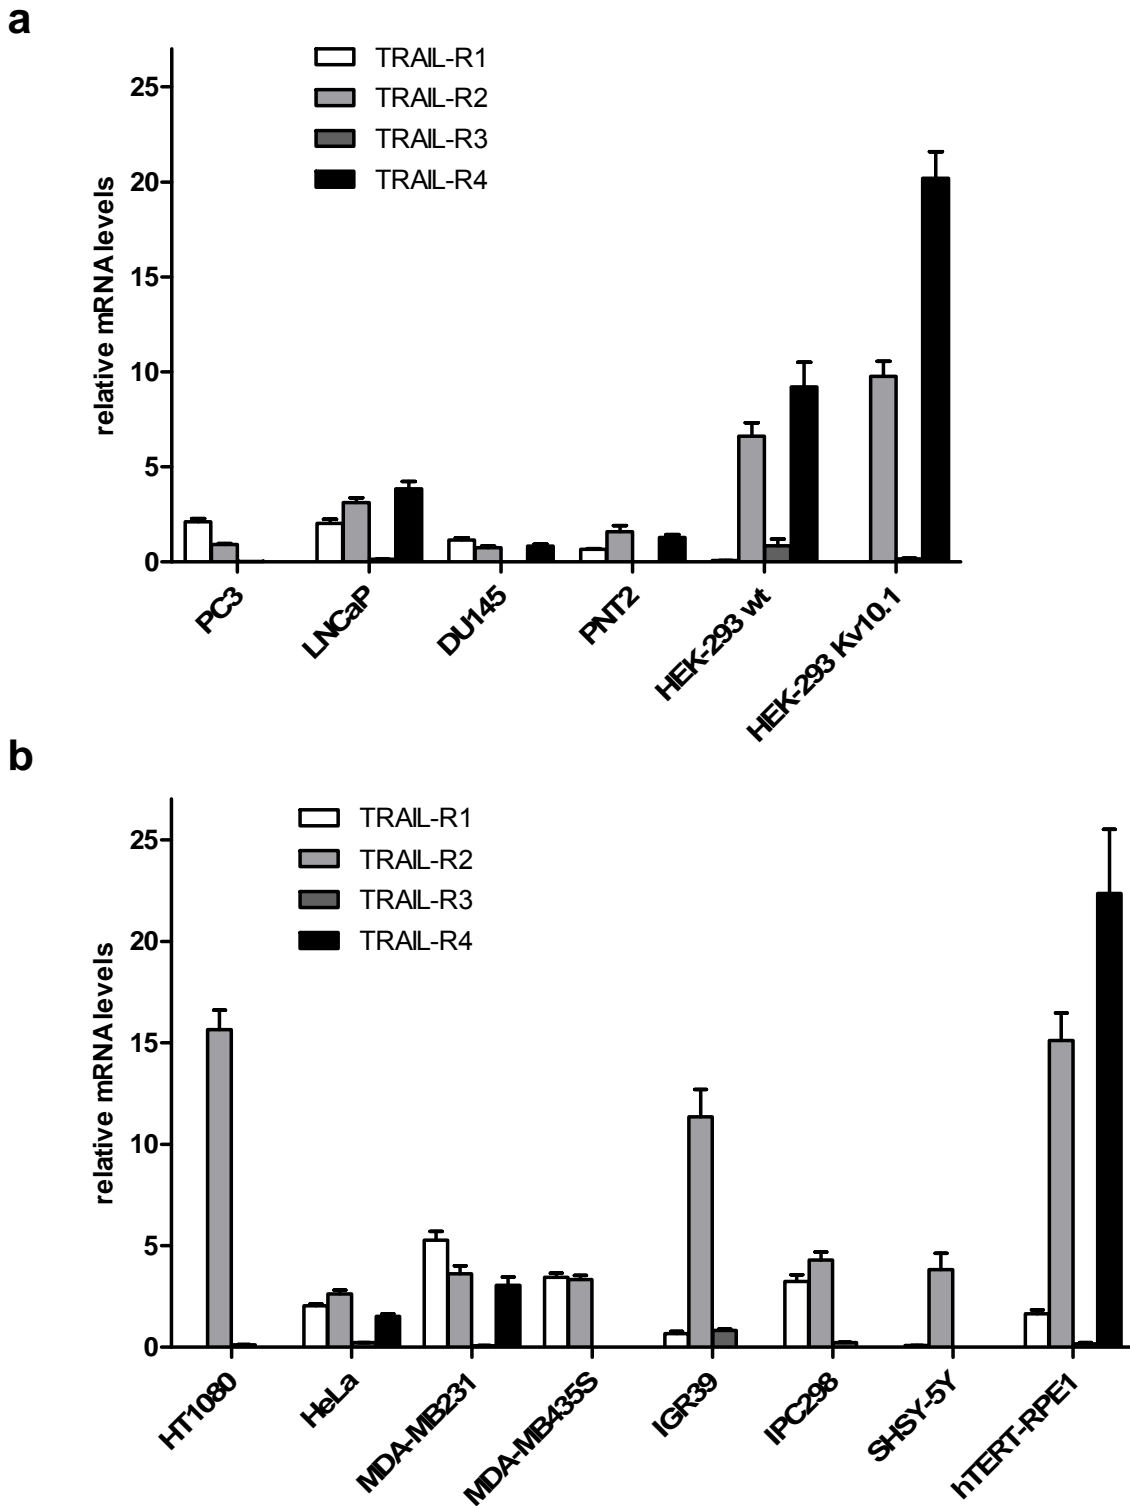 a
TRAIL-R1
TRAIL-R2
TRAIL-R3
TRAIL-R4
relative mRNA levels
25
20
15
10
5
0
PC3
LNCaP
DU145
PNT2
HEK-293 wt
HEK-293 Kv10.1
b
TRAIL-R1
TRAIL-R2
TRAIL-R3
TRAIL-R4
relative mRNA levels
25
20
15
10
5
0
HT1080
HeLa
MDA-MB231
MDA-MB435S
IGR39
IPC298
SHSY-5Y
hTERT-RPE1